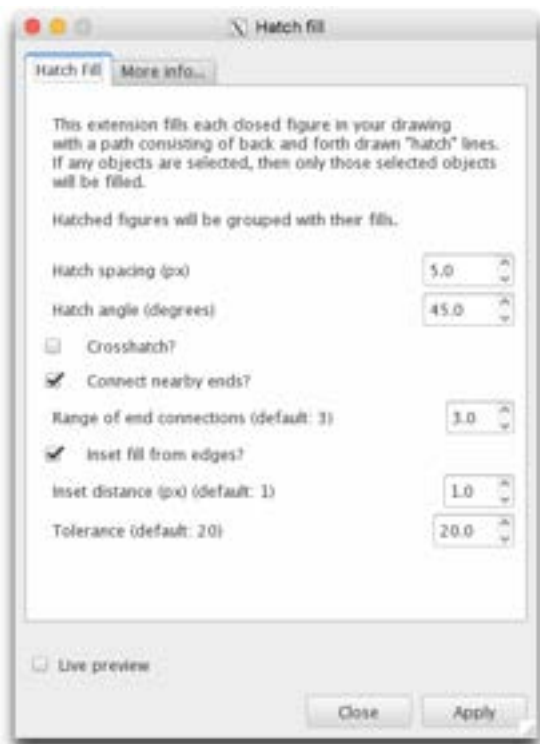 Hatch fill
Hatch Fill
More info...
This extension fills each closed figure in your drawing
with a path consisting of back and forth drawn "hatch" lines.
If any objects are selected, then only those selected objects
will be filled.
Hatched figures will be grouped with their fills.
Hatch spacing (px) 5.0
Hatch angle (degrees) 45.0
Crosshatch?
Connect nearby ends?
Range of end connections (default: 3) 3.0
Inset fill from edges?
Inset distance (px) (default: 1) 1.0
Tolerance (default: 20) 20.0
Live preview
Close Apply